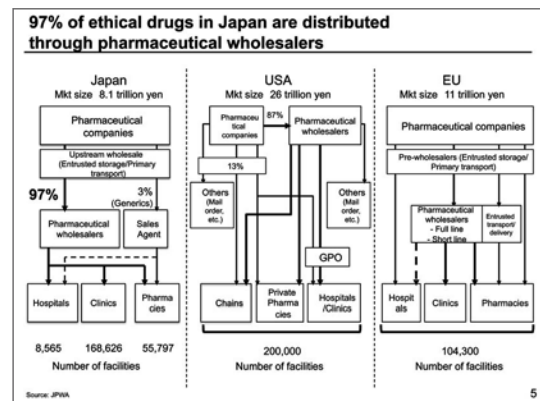 97% of ethical drugs in Japan are distributed
through pharmaceutical wholesalers
Japan
Mkt size 8.1 trillion yen
Pharmaceutical
companies
Upstream wholesale
(Entrusted storage/Primary
transport)
97%
3%
(Generics)
Pharmaceutical
wholesalers
Sales
Agent
Hospitals
Clinics
Pharma
cies
8,565
168,626
55,797
Number of facilities
USA
Mkt size 26 trillion yen
Pharmaceu
tical
companies
87%
Pharmaceutical
wholesalers
13%
Others
(Mail
order,
etc.)
Others
(Mail
order,
etc.)
GPO
Chains
Private
Pharma
cies
Hospitals
/Clinics
200,000
Number of facilities
EU
Mkt size 11 trillion yen
Pharmaceutical companies
Pre-wholesalers (Entrusted storage/
Primary transport)
Pharmaceutical
wholesalers
- Full line
- Short line
Entrusted
transport/
delivery
Hospit
als
Clinics
Pharmacies
104,300
Number of facilities
Source: JPWA
5